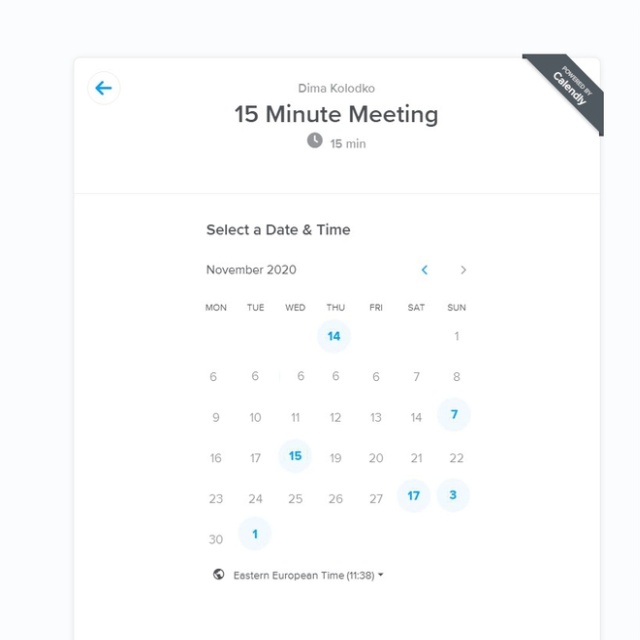 POWERED BY
Calendly
Dima Kolodko
15 Minute Meeting
15 min
Select a Date & Time
November 2020
MON TUE WED THU FRI SAT SUN
14 1
6 6 6 6 6 7 8
9 10 11 12 13 14 7
16 17 15 19 20 21 22
23 24 25 26 27 17 3
30 1
Eastern European Time (11:38)